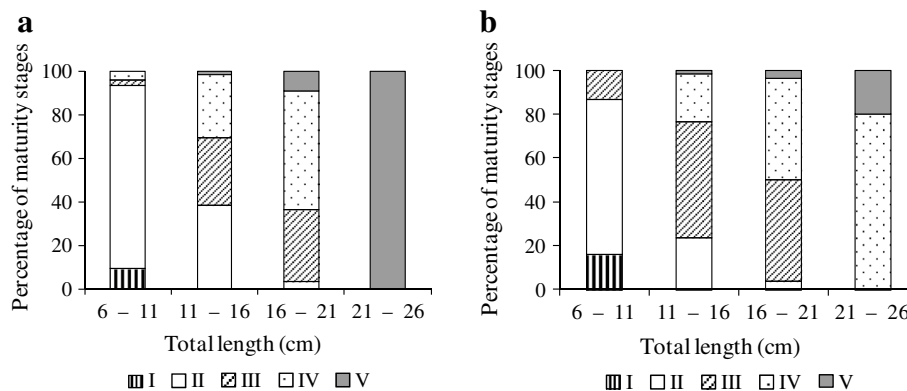 a
Percentage of maturity stages
100
80
60
40
20
0
6 – 11 11 – 16 16 – 21 21 – 26
Total length (cm)
I II III IV V
b
Percentage of maturity stages
100
80
60
40
20
0
6 – 11 11 – 16 16 – 21 21 – 26
Total length (cm)
I II III IV V